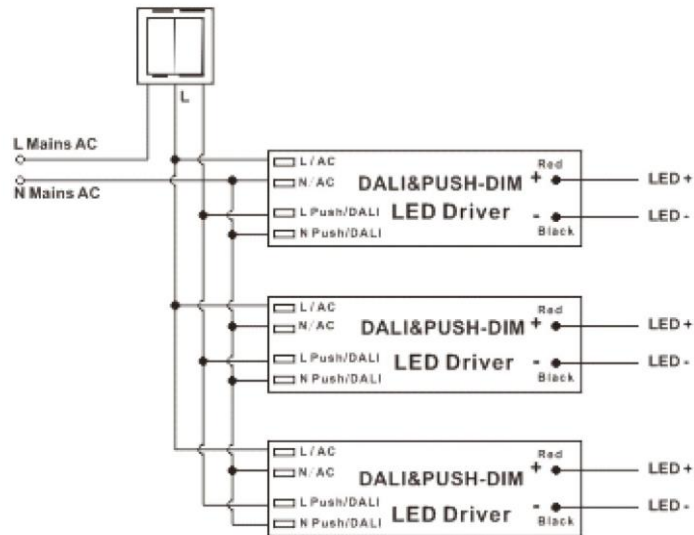 L
L Mains AC
N Mains AC
L/AC
N/AC
L Push/DALI
N Push/DALI
DALI&PUSH-DIM
LED Driver
Red
+
-
Black
LED +
LED -
L/AC
N/AC
L Push/DALI
N Push/DALI
DALI&PUSH-DIM
LED Driver
Red
+
-
Black
LED +
LED -
L/AC
N/AC
L Push/DALI
N Push/DALI
DALI&PUSH-DIM
LED Driver
Red
+
-
Black
LED +
LED -